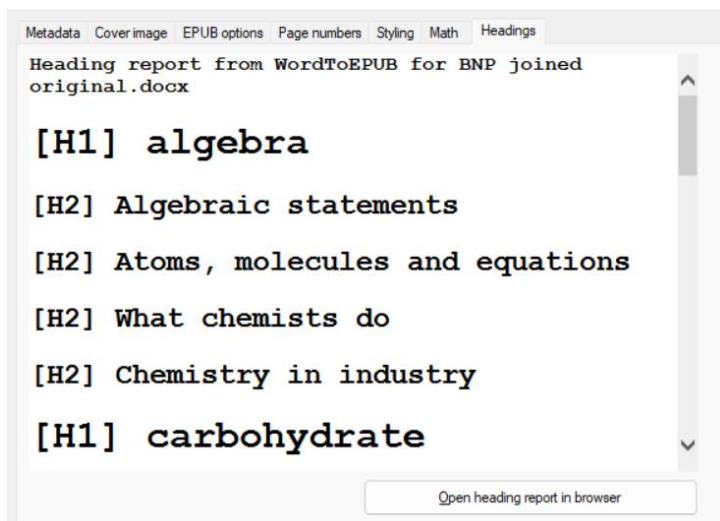 Metadata Cover image EPUB options Page numbers Styling Math Headings
Heading report from WordToEPUB for BNP joined
original.docx
[H1] algebra
[H2] Algebraic statements
[H2] Atoms, molecules and equations
[H2] What chemists do
[H2] Chemistry in industry
[H1] carbohydrate
Open heading report in browser